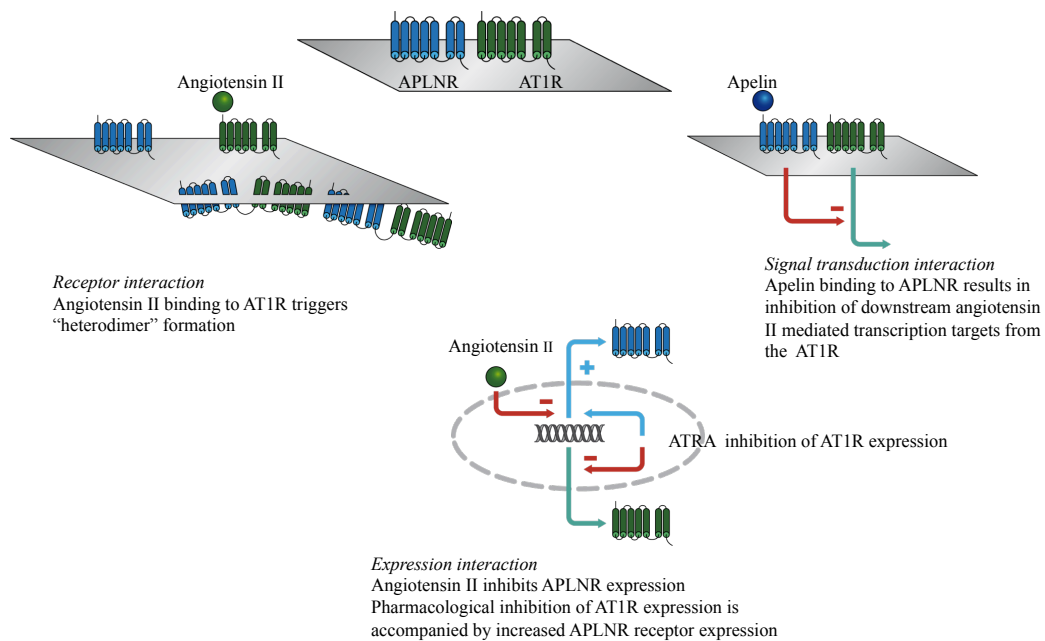 APLNR
AT1R
Angiotensin II
Apelin
Receptor interaction
Angiotensin II binding to AT1R triggers
“heterodimer” formation
Signal transduction interaction
Apelin binding to APLNR results in
inhibition of downstream angiotensin
II mediated transcription targets from
the AT1R
Angiotensin II
ATRA inhibition of AT1R expression
Expression interaction
Angiotensin II inhibits APLNR expression
Pharmacological inhibition of AT1R expression is
accompanied by increased APLNR receptor expression